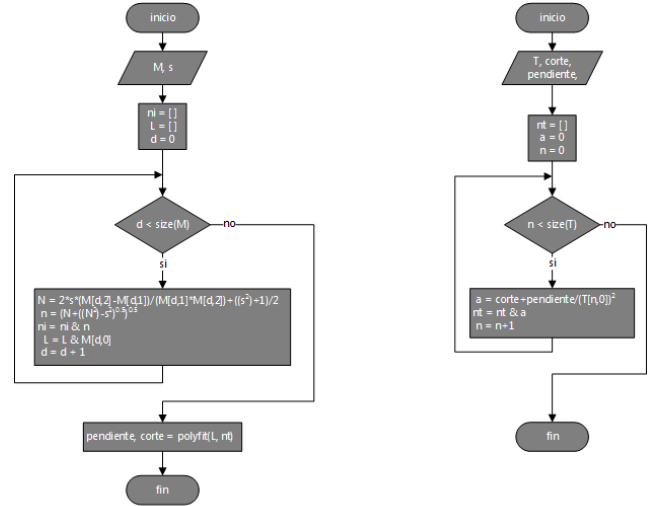 inicio
M, s
ni = [ ]
L = [ ]
d = 0
d < size(M)
no
si
N = 2*s*(M[d,2]-M[d,1])/(M[d,1]*M[d,2])+((s²)+1)/2
n = (N+((N²)-s²)^0.5)^0.5
ni = ni & n
L = L & M[d,0]
d = d + 1
pendiente, corte = polyfit(L, nt)
fin
inicio
T, corte,
pendiente,
nt = [ ]
a = 0
n = 0
n < size(T)
no
si
a = corte+pendiente/(T[n,0])²
nt = nt & a
n = n+1
fin